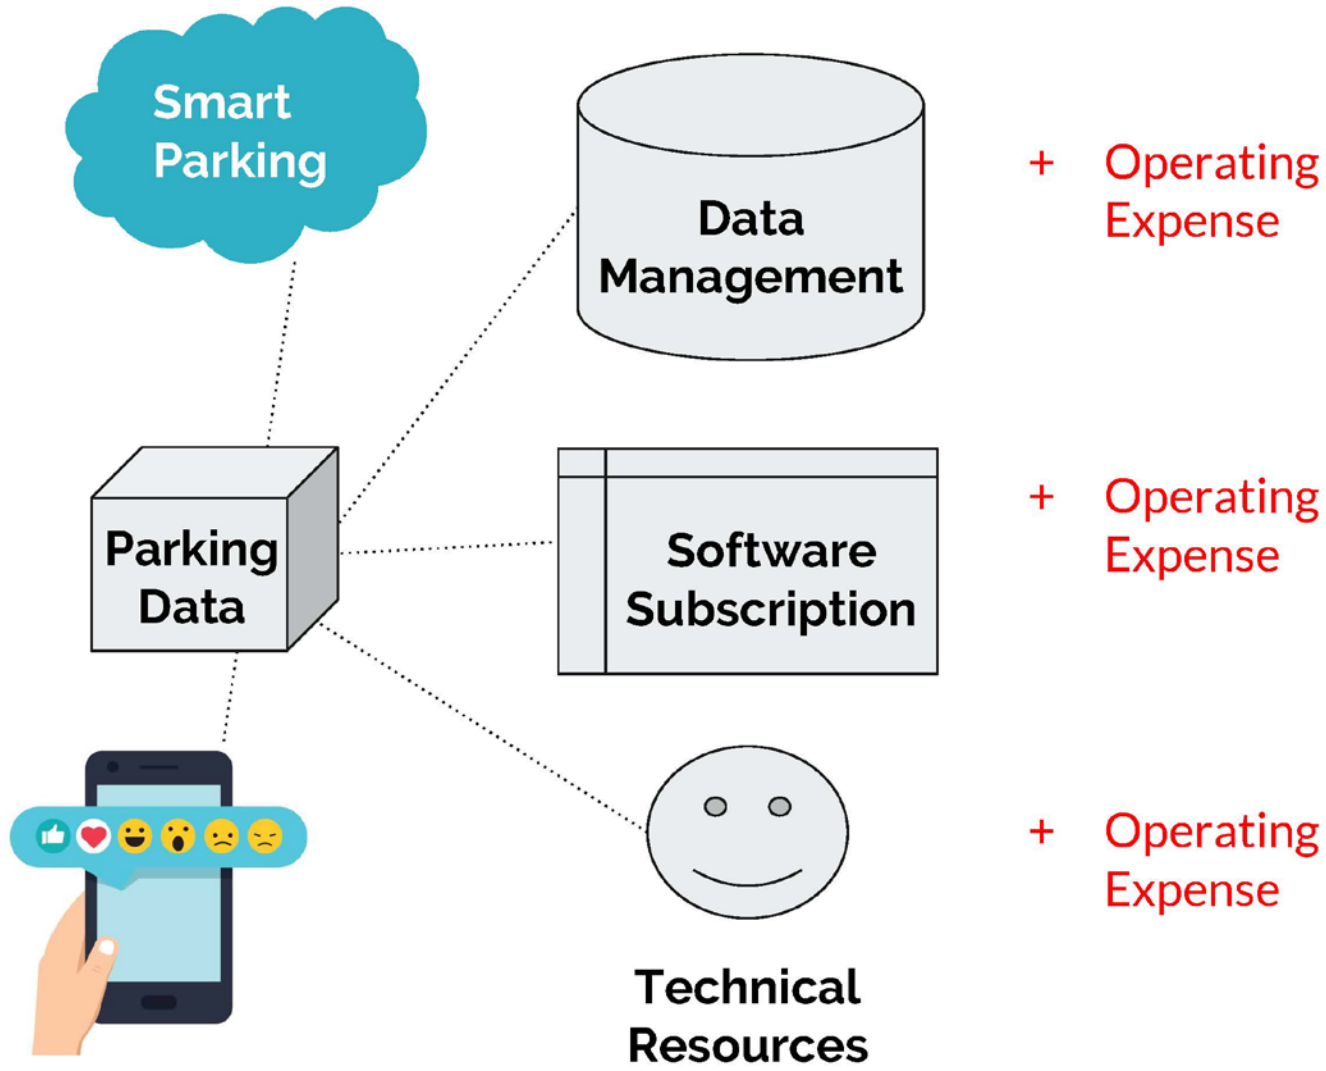 Smart
Parking
Data
Management
+ Operating
Expense
Parking
Data
Software
Subscription
+ Operating
Expense
+ Operating
Expense
Technical
Resources